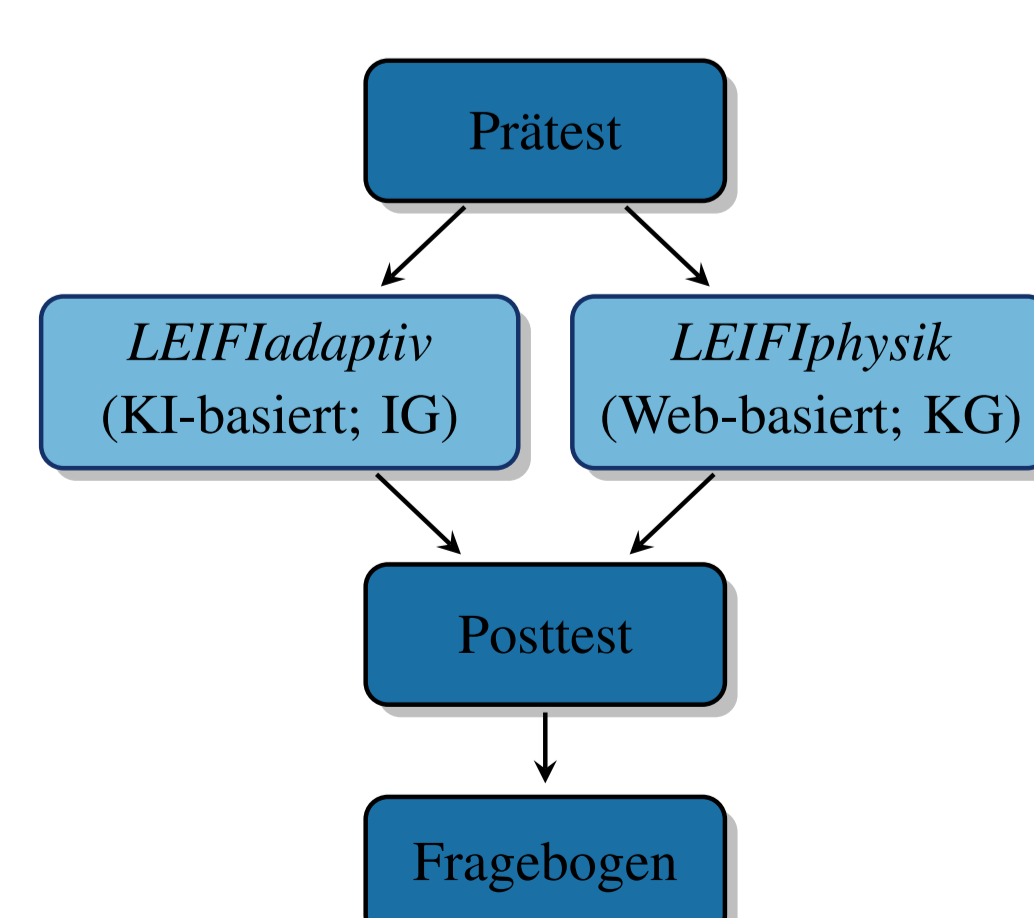 Prätest
LEIFIadaptiv
(KI-basiert; IG)
LEIFIphysik
(Web-basiert; KG)
Posttest
Fragebogen